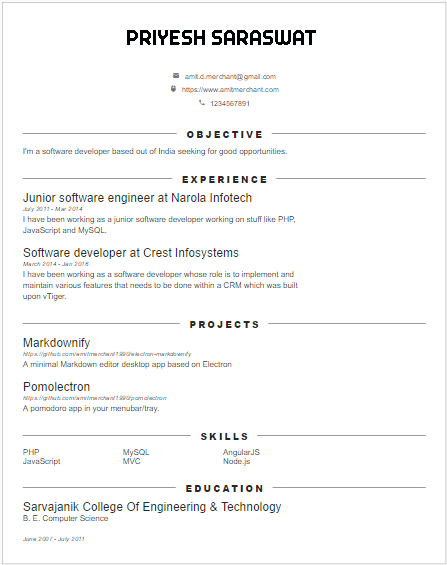 PRIYESH SARASWAT
amit.d.merchant@gmail.com
https://www.amitmerchant.com
1234567891
OBJECTIVE
I'm a software developer based out of India seeking for good opportunities.
EXPERIENCE
Junior software engineer at Narola Infotech
July 2011 - Mar 2014
I have been working as a junior software developer working on stuff like PHP,
JavaScript and MySQL.
Software developer at Crest Infosystems
March 2014 - Jan 2016
I have been working as a software developer whose role is to implement and
maintain various features that needs to be done within a CRM which was built
upon vTiger.
PROJECTS
Markdownify
https://github.com/amitmerchant1990/electron-markdownify
A minimal Markdown editor desktop app based on Electron
Pomolectron
https://github.com/amitmerchant1990/pomolectron
A pomodoro app in your menubar/tray.
SKILLS
PHP MySQL AngularJS
JavaScript MVC Node.js
EDUCATION
Sarvajanik College Of Engineering & Technology
B. E. Computer Science
June 2007 - July 2011